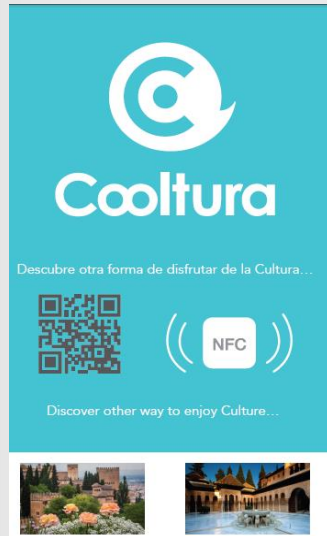 Cooltura
Descubre otra forma de disfrutar de la Cultura...
NFC
Discover other way to enjoy Culture...